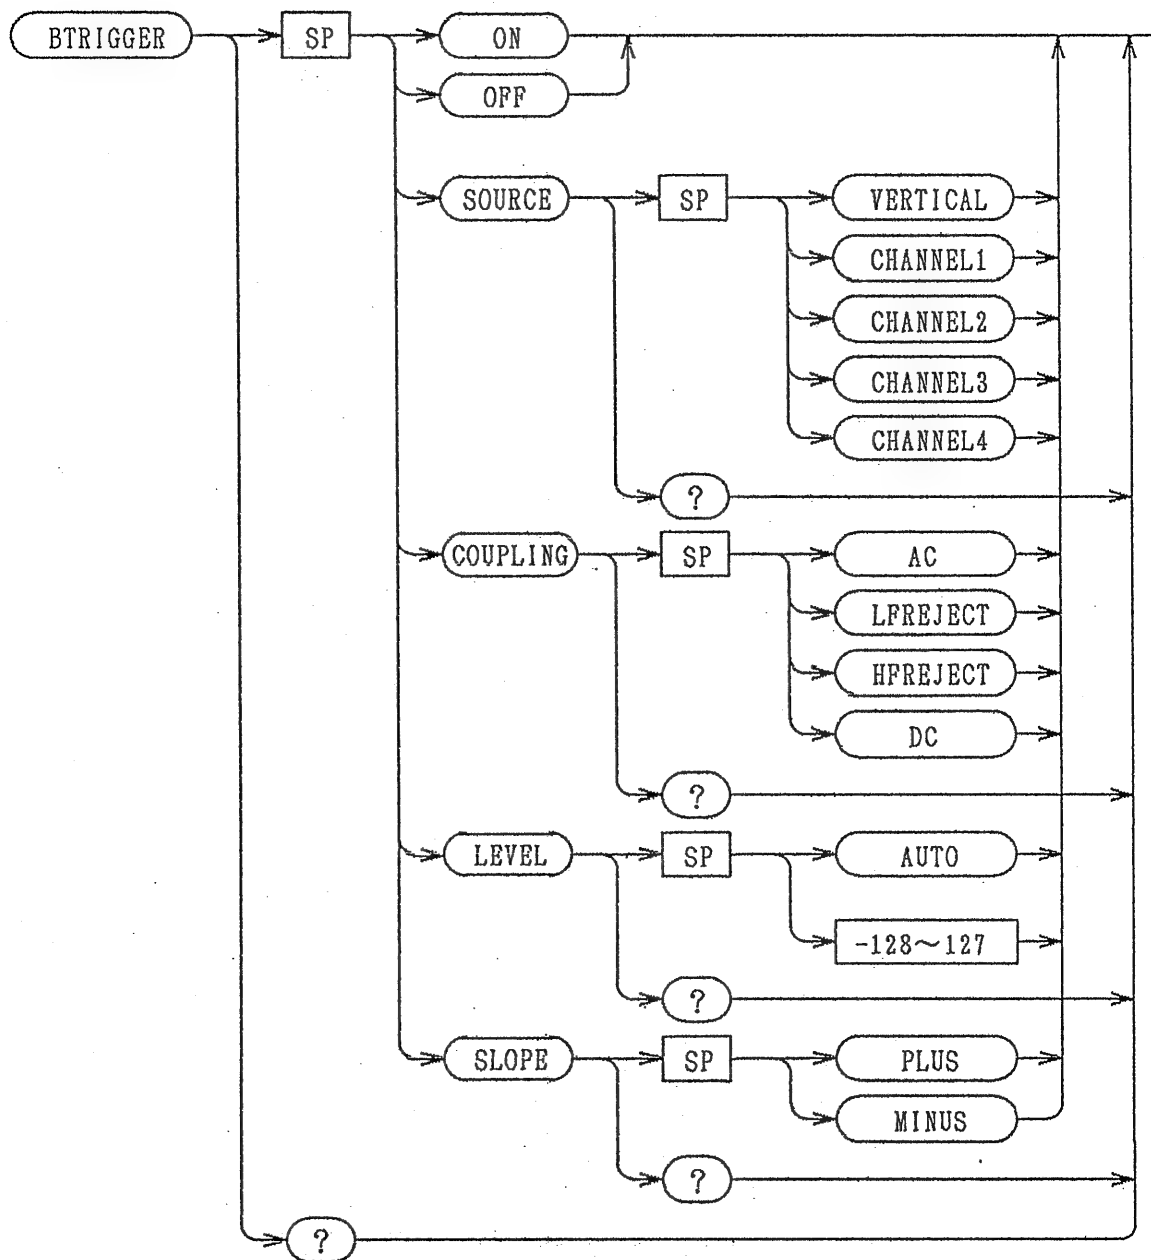 BTRIGGER SP ON
OFF
SOURCE SP VERTICAL
CHANNEL1
CHANNEL2
CHANNEL3
CHANNEL4
?
COUPLING SP AC
LFREJECT
HFREJECT
DC
?
LEVEL SP AUTO
-128～127
?
SLOPE SP PLUS
MINUS
?
?